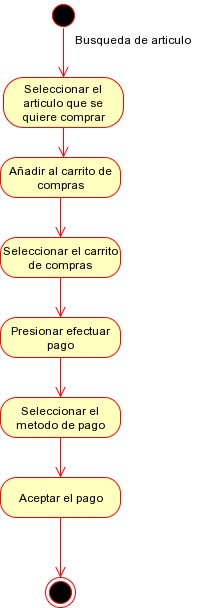 Busqueda de articulo
Seleccionar el
articulo que se
quiere comprar
Añadir al carrito de
compras
Seleccionar el carrito
de compras
Presionar efectuar
pago
Seleccionar el
metodo de pago
Aceptar el pago